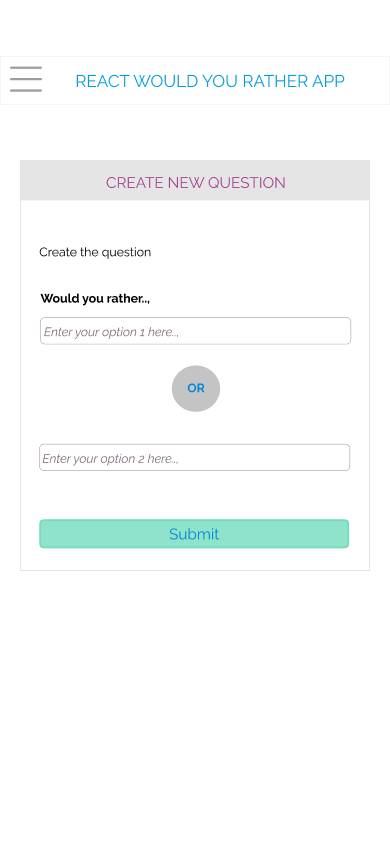 REACT WOULD YOU RATHER APP
CREATE NEW QUESTION
Create the question
Would you rather..,
Enter your option 1 here..,
OR
Enter your option 2 here..,
Submit